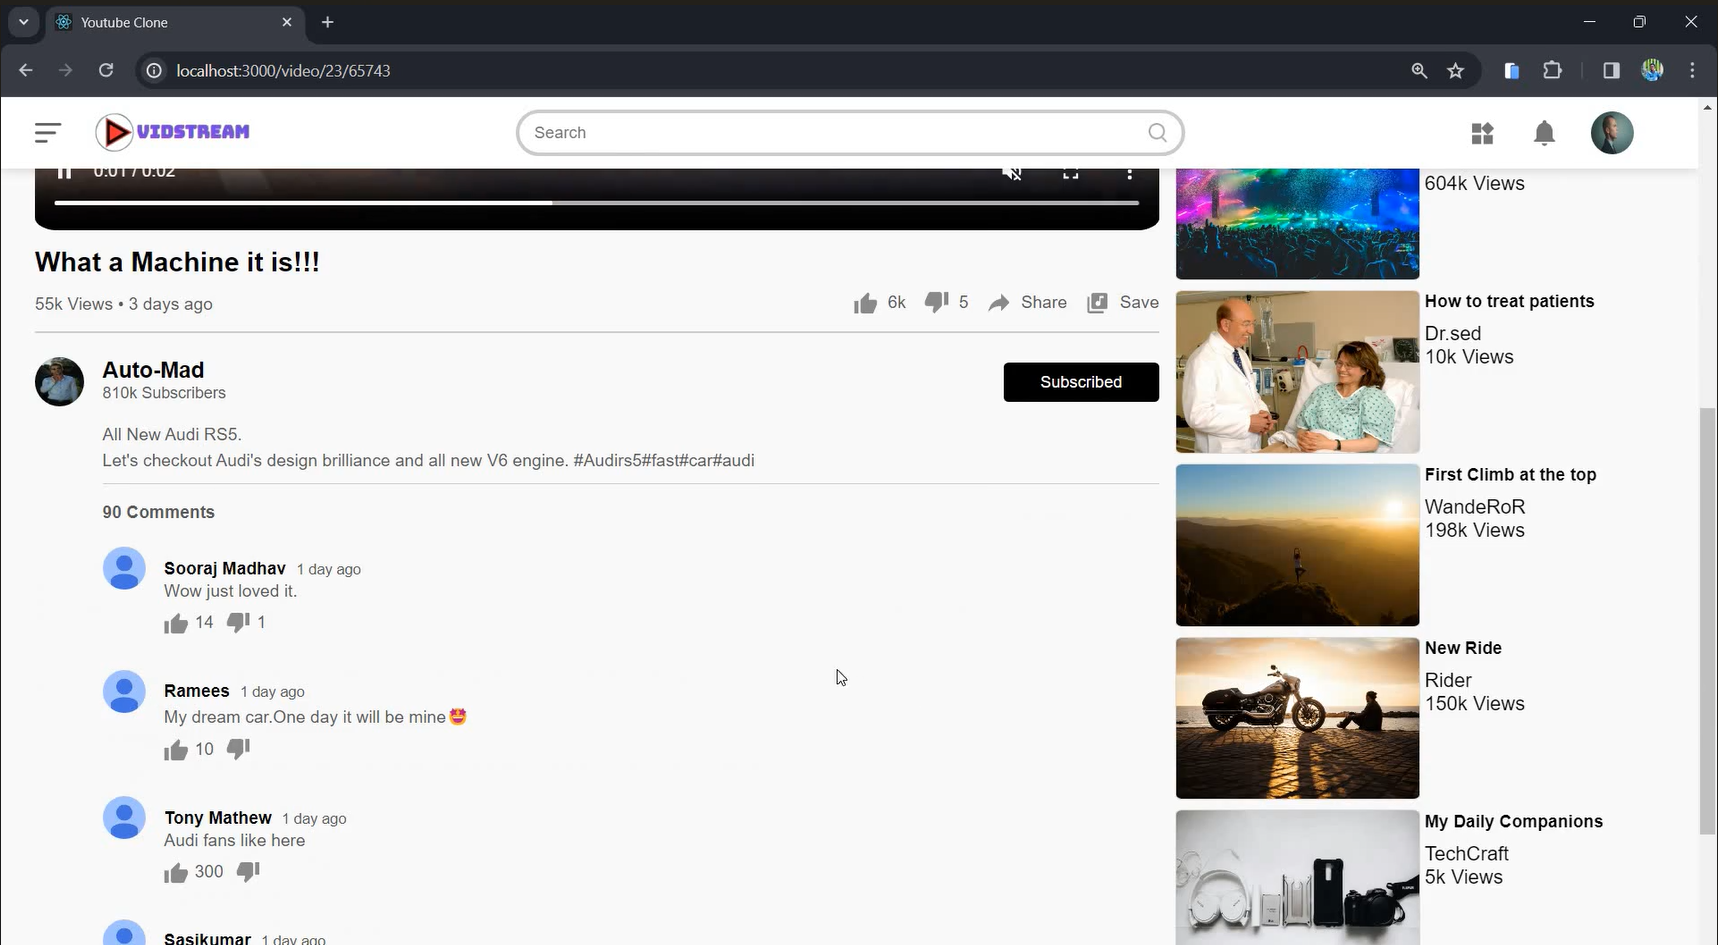 Youtube Clone
localhost:3000/video/23/65743
VIDSTREAM
Search
0:01 / 0:02
What a Machine it is!!!
55k Views • 3 days ago
6k
5
Share
Save
Auto-Mad
810k Subscribers
Subscribed
All New Audi RS5.
Let's checkout Audi's design brilliance and all new V6 engine. #Audirs5#fast#car#audi
90 Comments
Sooraj Madhav 1 day ago
Wow just loved it.
14 1
Ramees 1 day ago
My dream car.One day it will be mine🤩
10
Tony Mathew 1 day ago
Audi fans like here
300
Sasikumar 1 day ago
604k Views
How to treat patients
Dr.sed
10k Views
First Climb at the top
WandeRoR
198k Views
New Ride
Rider
150k Views
My Daily Companions
TechCraft
5k Views